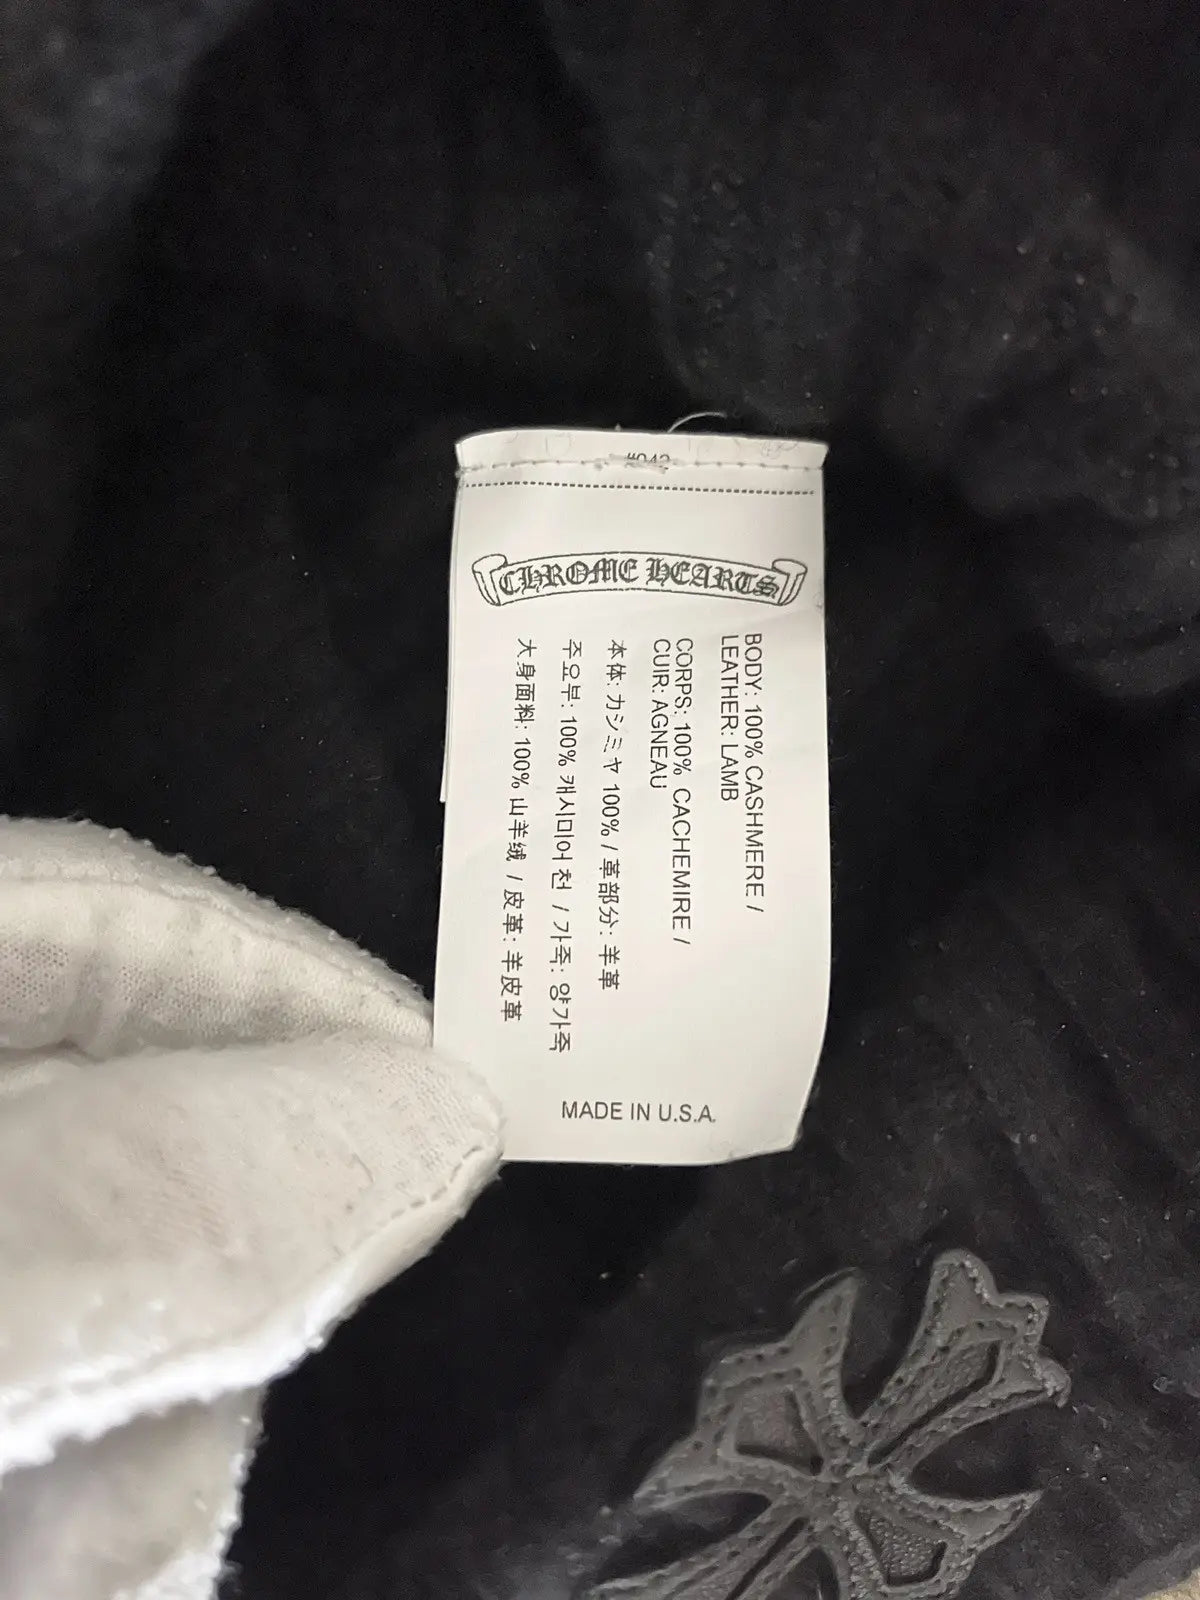 CHROME HEARTS
BODY: 100% CASHMERE /
LEATHER: LAMB
CORPS: 100% CACHEMIRE /
CUIR: AGNEAU
本体: カシミヤ 100% / 革部分: 羊革
주요부: 100% 캐시미어 천 / 가죽: 양가죽
大身面料: 100% 山羊绒 / 皮革: 羊皮革
MADE IN U.S.A.